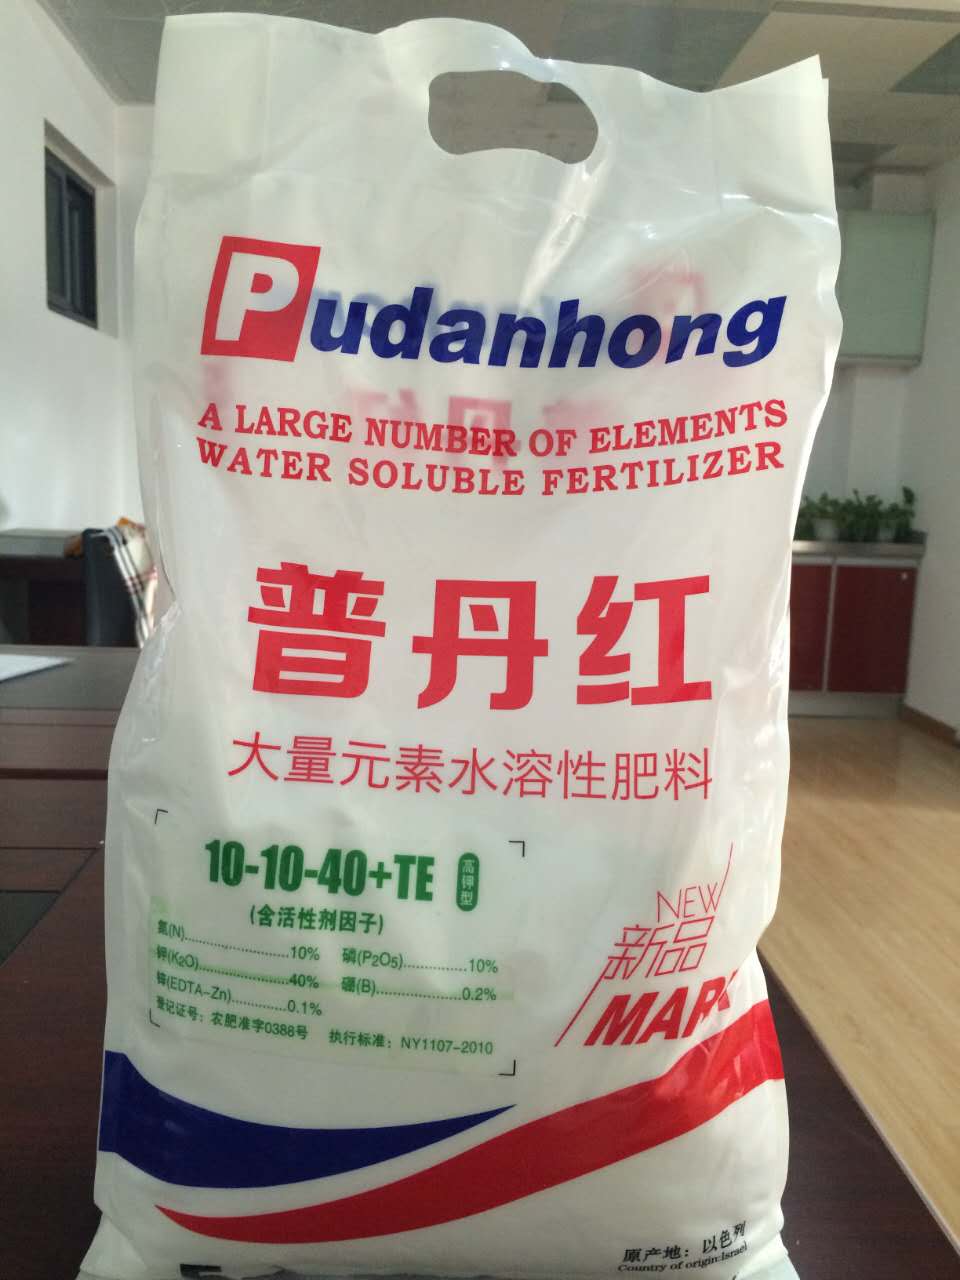 Pudanhong
A LARGE NUMBER OF ELEMENTS
WATER SOLUBLE FERTILIZER
普丹红
大量元素水溶性肥料
10-10-40+TE 高钾型
(含活性剂因子)
氮(N)....................10% 磷(P2O5)..............10%
钾(K2O)....................40% 硼(B)...................0.2%
锌(EDTA-Zn)............0.1%
登记证号：农肥准字0388号 执行标准：NY1107-2010
NEW
新品
MARK
原产地：以色列
Country of origin:Israel